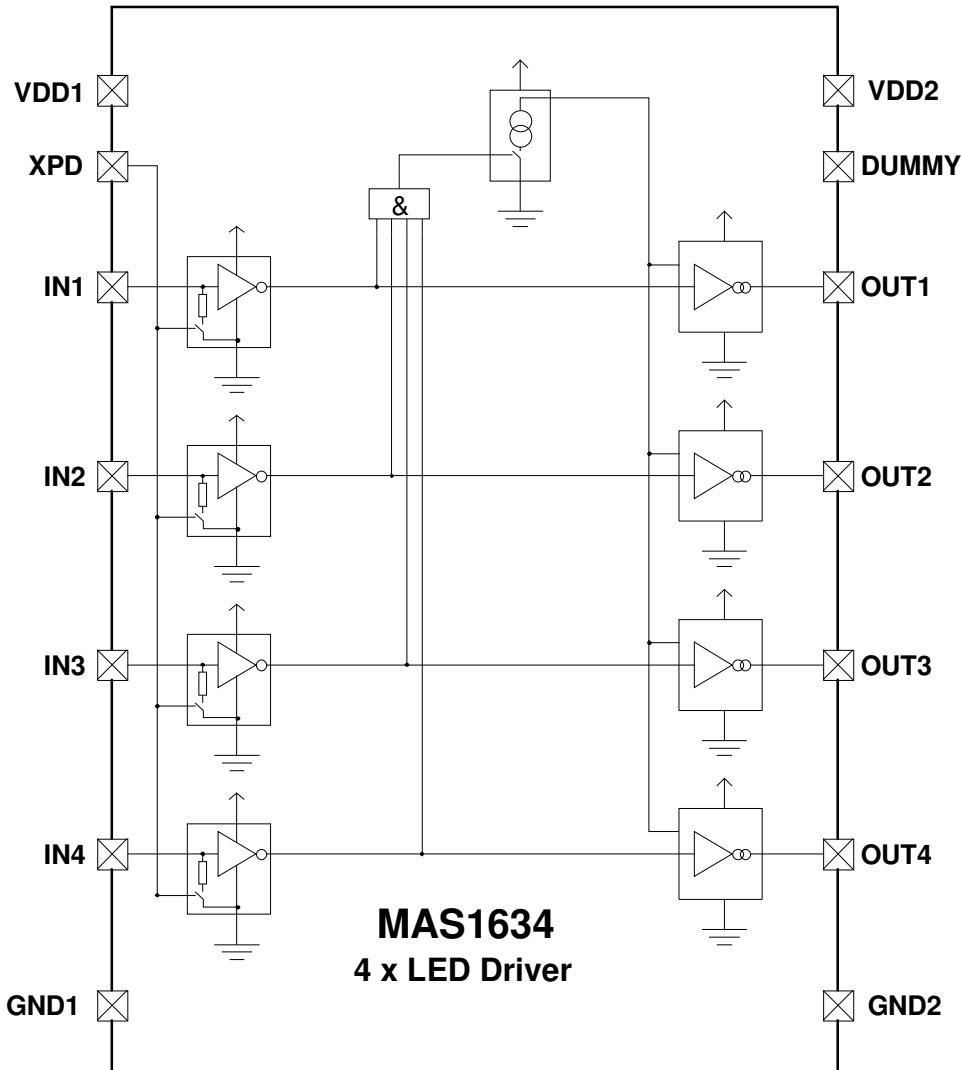 VDD1
VDD2
XPD
DUMMY
&
IN1
OUT1
IN2
OUT2
IN3
OUT3
IN4
OUT4
MAS1634
4 x LED Driver
GND1
GND2